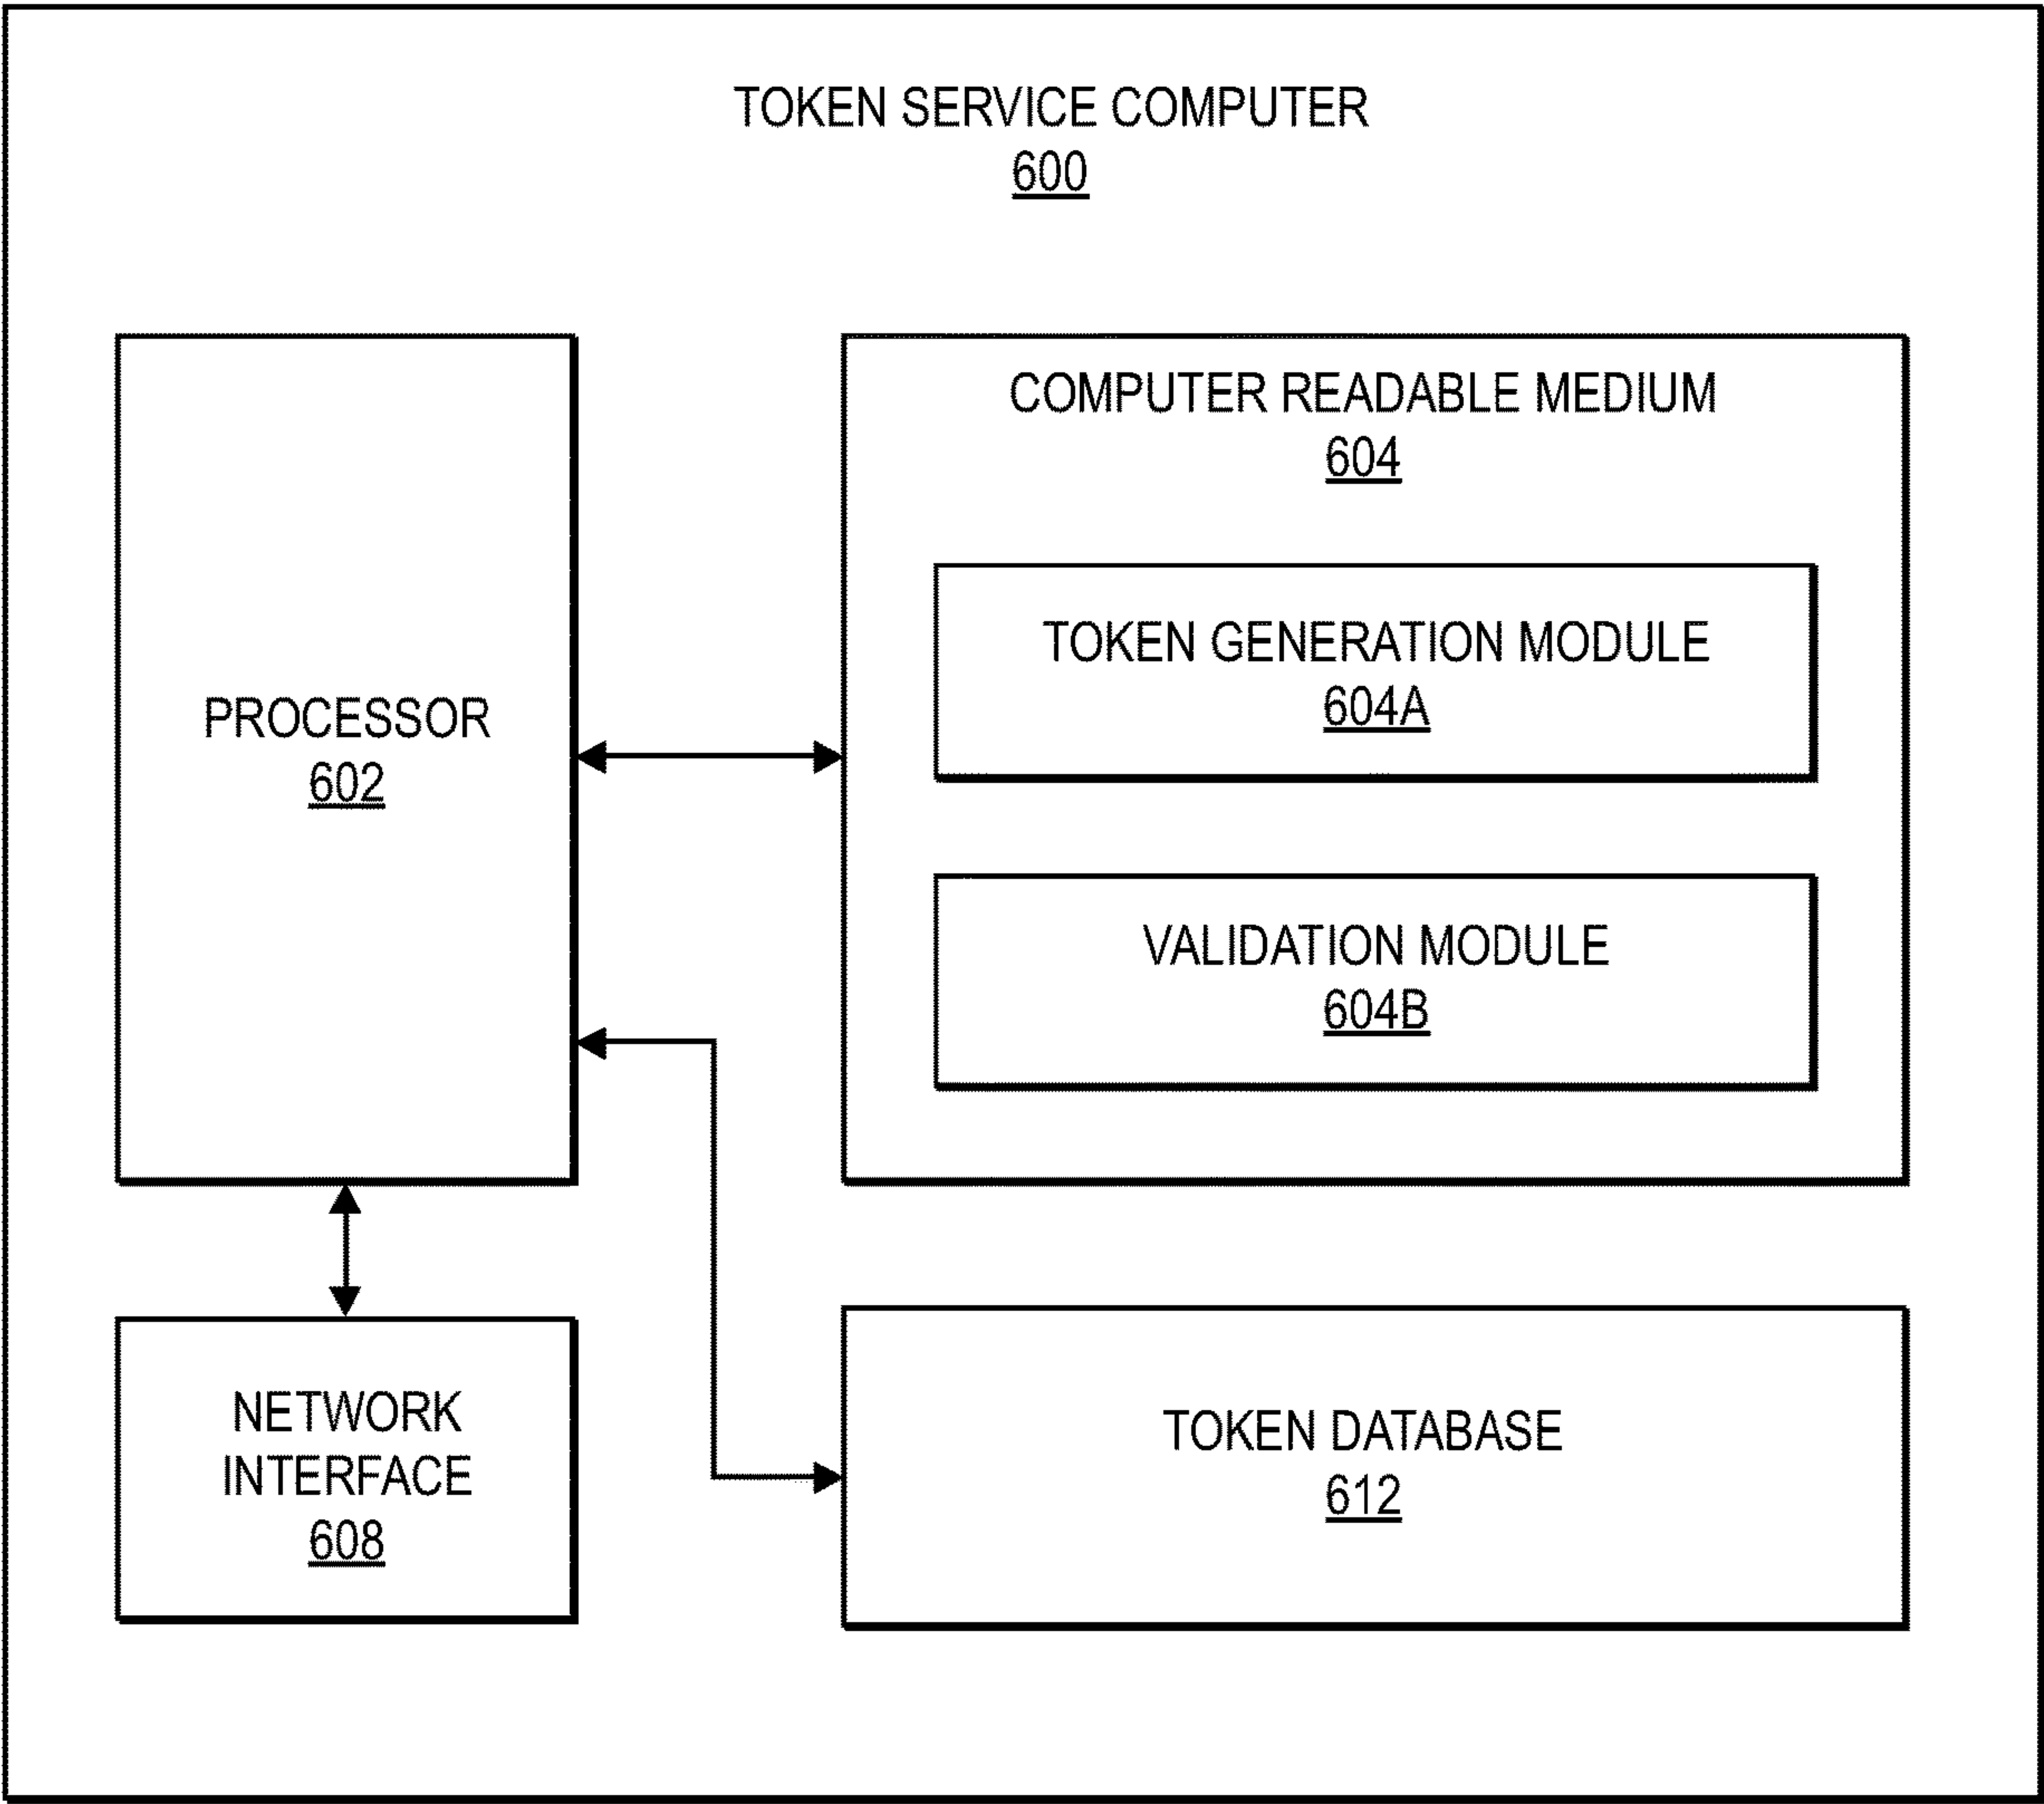 TOKEN SERVICE COMPUTER
600
COMPUTER READABLE MEDIUM
604
TOKEN GENERATION MODULE
604A
PROCESSOR
602
VALIDATION MODULE
604B
NETWORK
INTERFACE
608
TOKEN DATABASE
612